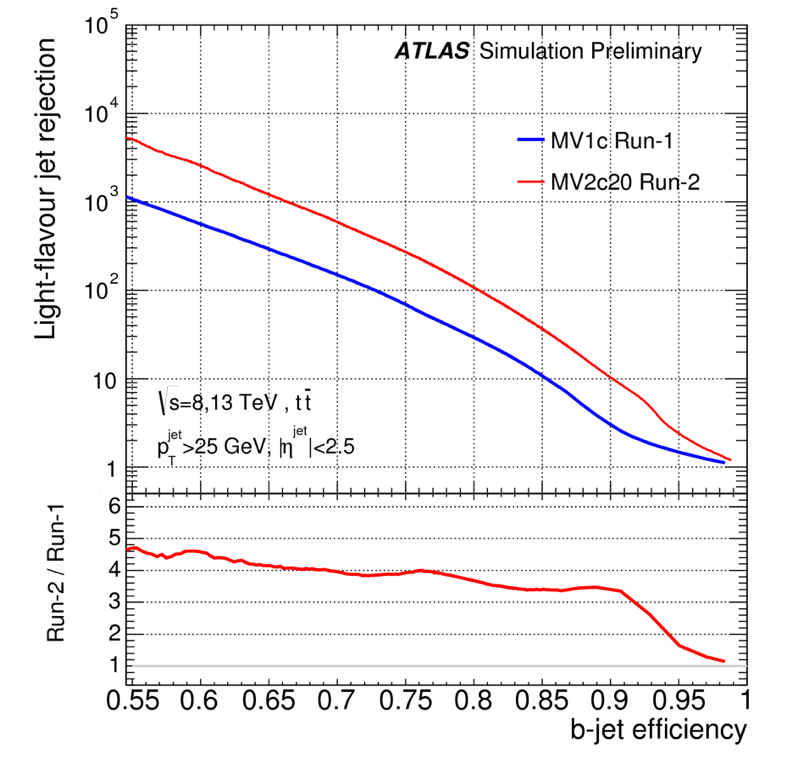 ATLAS Simulation Preliminary
MV1c Run-1
MV2c20 Run-2
√s=8,13 TeV , t t̄
p_T^jet >25 GeV, |η^jet|<2.5
Light-flavour jet rejection
10^5
10^4
10^3
10^2
10
1
Run-2 / Run-1
6
5
4
3
2
1
0.55 0.6 0.65 0.7 0.75 0.8 0.85 0.9 0.95 1
b-jet efficiency